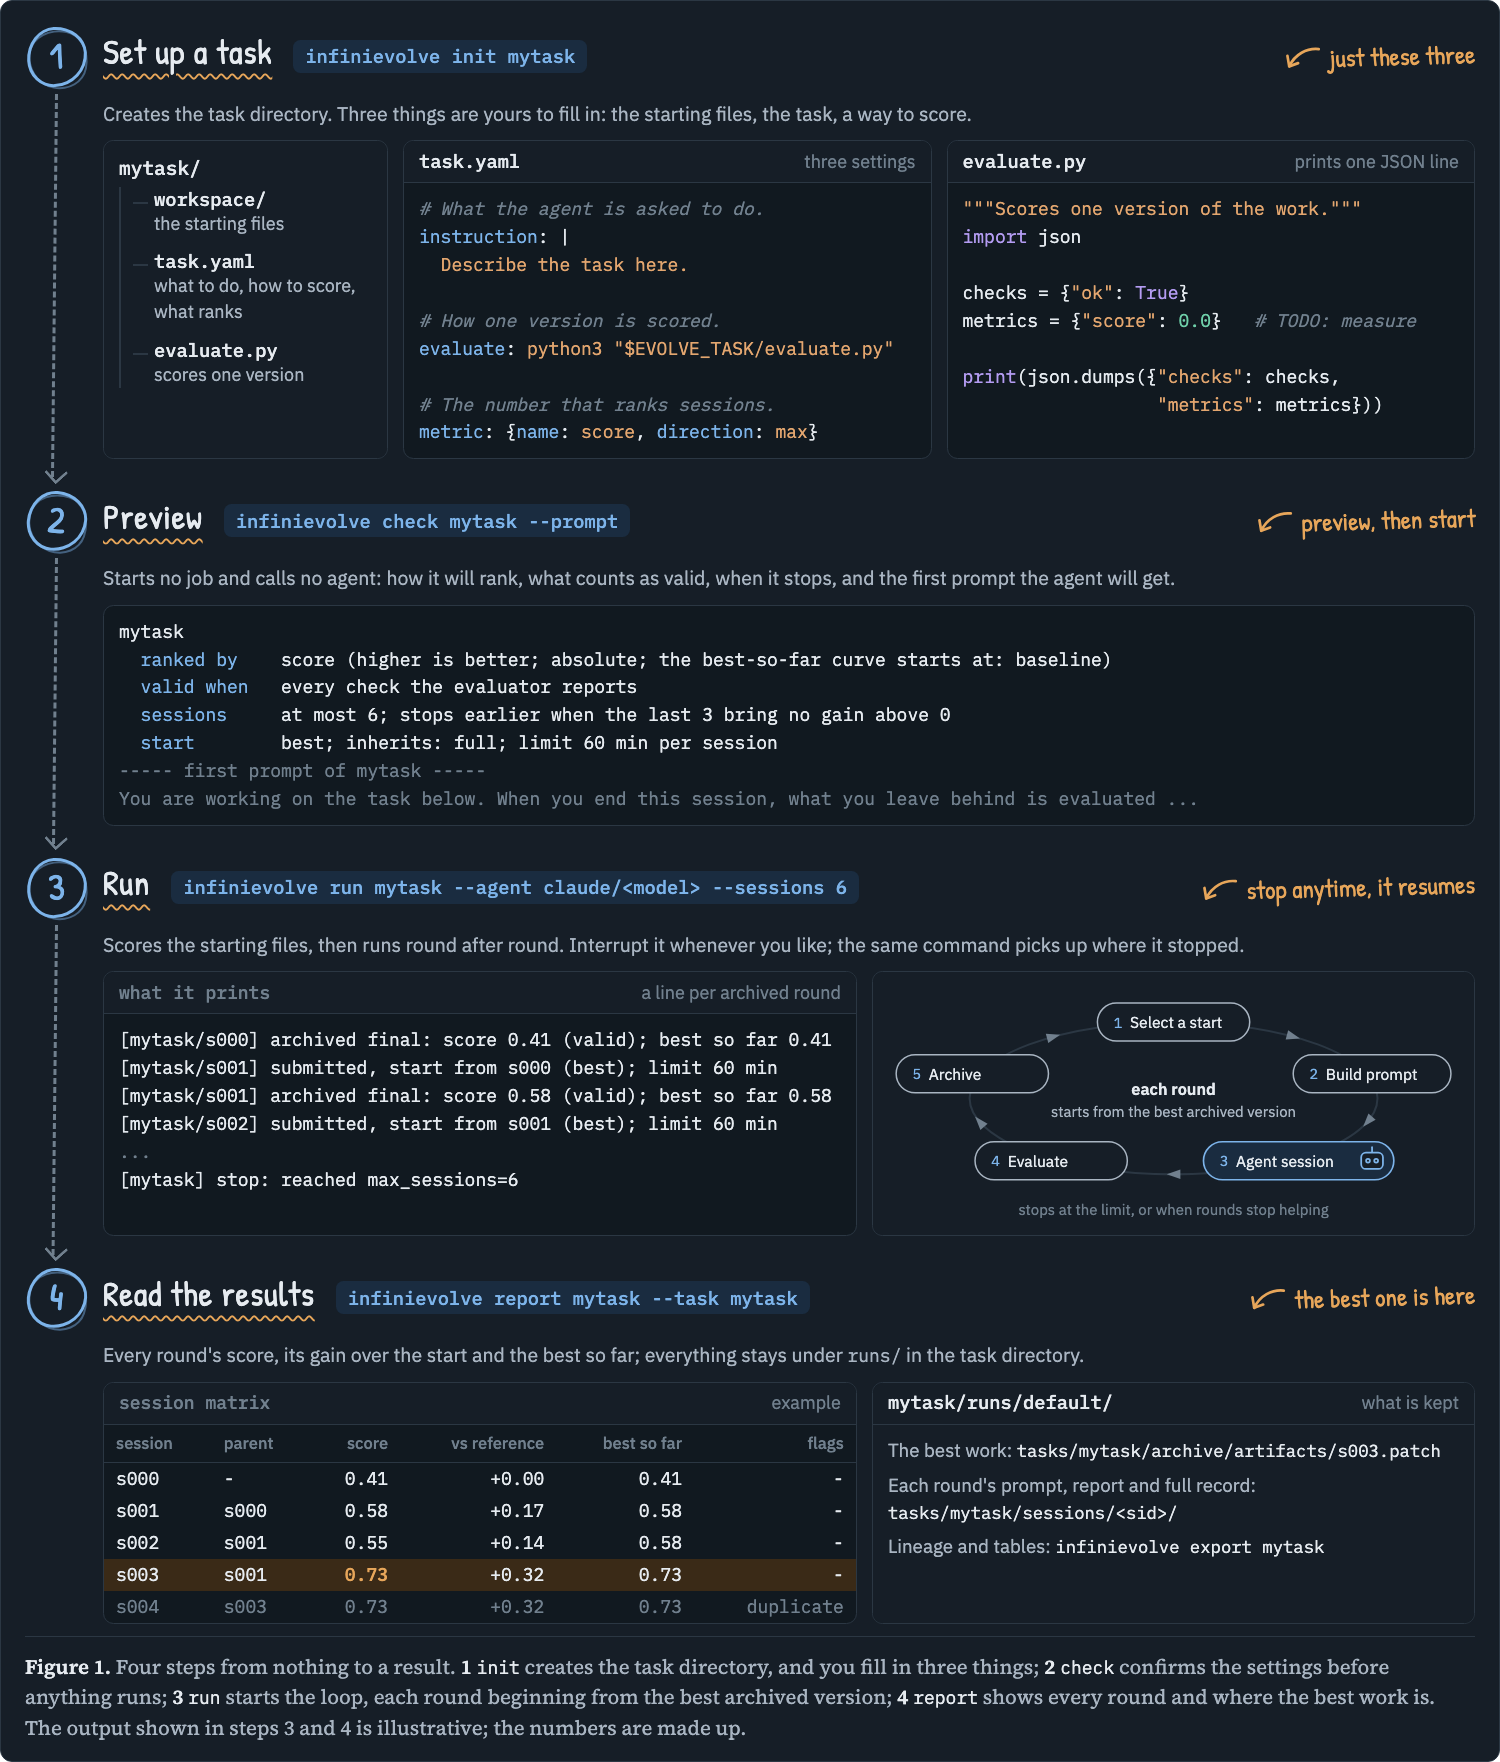 1 Set up a task infinievolve init mytask just these three
Creates the task directory. Three things are yours to fill in: the starting files, the task, a way to score.
mytask/
workspace/
the starting files
task.yaml
what to do, how to score,
what ranks
evaluate.py
scores one version
task.yaml three settings
# What the agent is asked to do.
instruction: |
  Describe the task here.
# How one version is scored.
evaluate: python3 "$EVOLVE_TASK/evaluate.py"
# The number that ranks sessions.
metric: {name: score, direction: max}
evaluate.py prints one JSON line
"""Scores one version of the work."""
import json
checks = {"ok": True}
metrics = {"score": 0.0}   # TODO: measure
print(json.dumps({"checks": checks,
                  "metrics": metrics}))
2 Preview infinievolve check mytask --prompt preview, then start
Starts no job and calls no agent: how it will rank, what counts as valid, when it stops, and the first prompt the agent will get.
mytask
  ranked by    score (higher is better; absolute; the best-so-far curve starts at: baseline)
  valid when   every check the evaluator reports
  sessions     at most 6; stops earlier when the last 3 bring no gain above 0
  start        best; inherits: full; limit 60 min per session
----- first prompt of mytask -----
You are working on the task below. When you end this session, what you leave behind is evaluated ...
3 Run infinievolve run mytask --agent claude/<model> --sessions 6 stop anytime, it resumes
Scores the starting files, then runs round after round. Interrupt it whenever you like; the same command picks up where it stopped.
what it prints a line per archived round
[mytask/s000] archived final: score 0.41 (valid); best so far 0.41
[mytask/s001] submitted, start from s000 (best); limit 60 min
[mytask/s001] archived final: score 0.58 (valid); best so far 0.58
[mytask/s002] submitted, start from s001 (best); limit 60 min
...
[mytask] stop: reached max_sessions=6
1 Select a start
5 Archive
2 Build prompt
each round
starts from the best archived version
4 Evaluate
3 Agent session
stops at the limit, or when rounds stop helping
4 Read the results infinievolve report mytask --task mytask the best one is here
Every round's score, its gain over the start and the best so far; everything stays under runs/ in the task directory.
session matrix example
session parent score vs reference best so far flags
s000 - 0.41 +0.00 0.41 -
s001 s000 0.58 +0.17 0.58 -
s002 s001 0.55 +0.14 0.58 -
s003 s001 0.73 +0.32 0.73 -
s004 s003 0.73 +0.32 0.73 duplicate
mytask/runs/default/ what is kept
The best work: tasks/mytask/archive/artifacts/s003.patch
Each round's prompt, report and full record:
tasks/mytask/sessions/<sid>/
Lineage and tables: infinievolve export mytask
Figure 1. Four steps from nothing to a result. 1 init creates the task directory, and you fill in three things; 2 check confirms the settings before
anything runs; 3 run starts the loop, each round beginning from the best archived version; 4 report shows every round and where the best work is.
The output shown in steps 3 and 4 is illustrative; the numbers are made up.